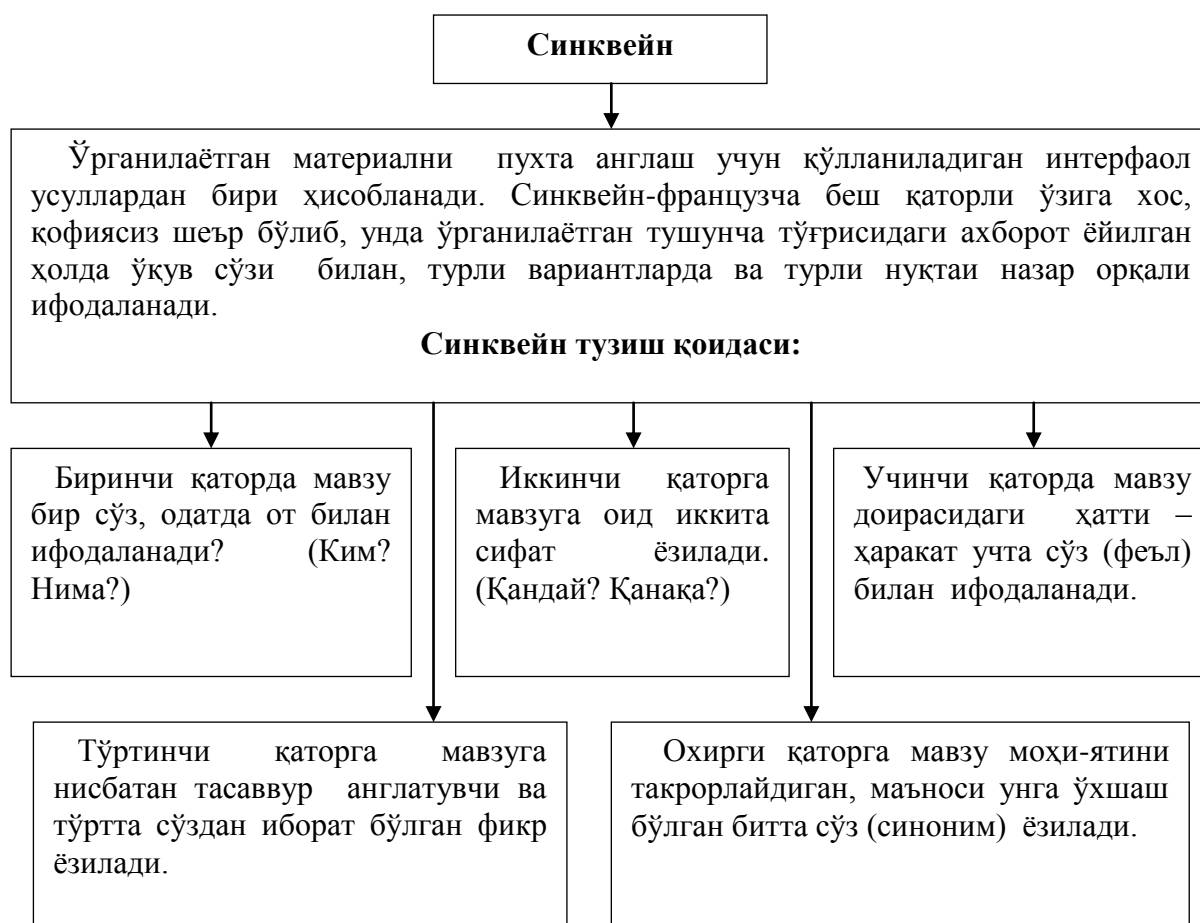 Синквейн
Ўрганилаётган материални пухта англаш учун қўлланиладиган интерфаол
усуллардан бири ҳисобланади. Синквейн-французча беш қаторли ўзига хос,
қофиясиз шеър бўлиб, унда ўрганилаётган тушунча тўғрисидаги ахборот ёйилган
ҳолда ўқув сўзи билан, турли вариантларда ва турли нуқтаи назар орқали
ифодаланади.
Синквейн тузиш қоидаси:
Биринчи қаторда мавзу
бир сўз, одатда от билан
ифодаланади? (Ким?
Нима?)
Иккинчи қаторга
мавзуга оид иккита
сифат ёзилади.
(Қандай? Қанақа?)
Учинчи қаторда мавзу
доирасидаги ҳатти –
ҳаракат учта сўз (феъл)
билан ифодаланади.
Тўртинчи қаторга мавзуга
нисбатан тасаввур англатувчи ва
тўртта сўздан иборат бўлган фикр
ёзилади.
Охирги қаторга мавзу моҳи-ятини
такрорлайдиган, маъноси унга ўхшаш
бўлган битта сўз (синоним) ёзилади.